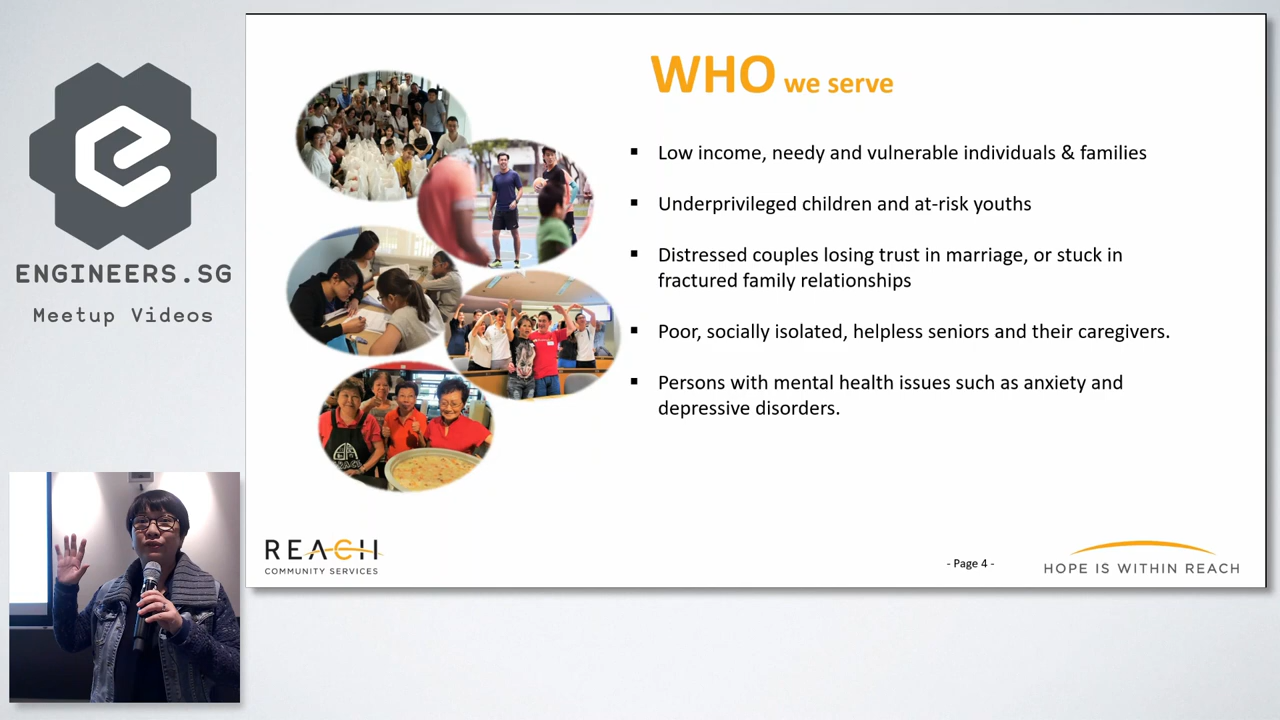 ENGINEERS.SG
Meetup Videos
WHO we serve
▪ Low income, needy and vulnerable individuals & families
▪ Underprivileged children and at-risk youths
▪ Distressed couples losing trust in marriage, or stuck in
fractured family relationships
▪ Poor, socially isolated, helpless seniors and their caregivers.
▪ Persons with mental health issues such as anxiety and
depressive disorders.
REACH
COMMUNITY SERVICES
- Page 4 -
HOPE IS WITHIN REACH